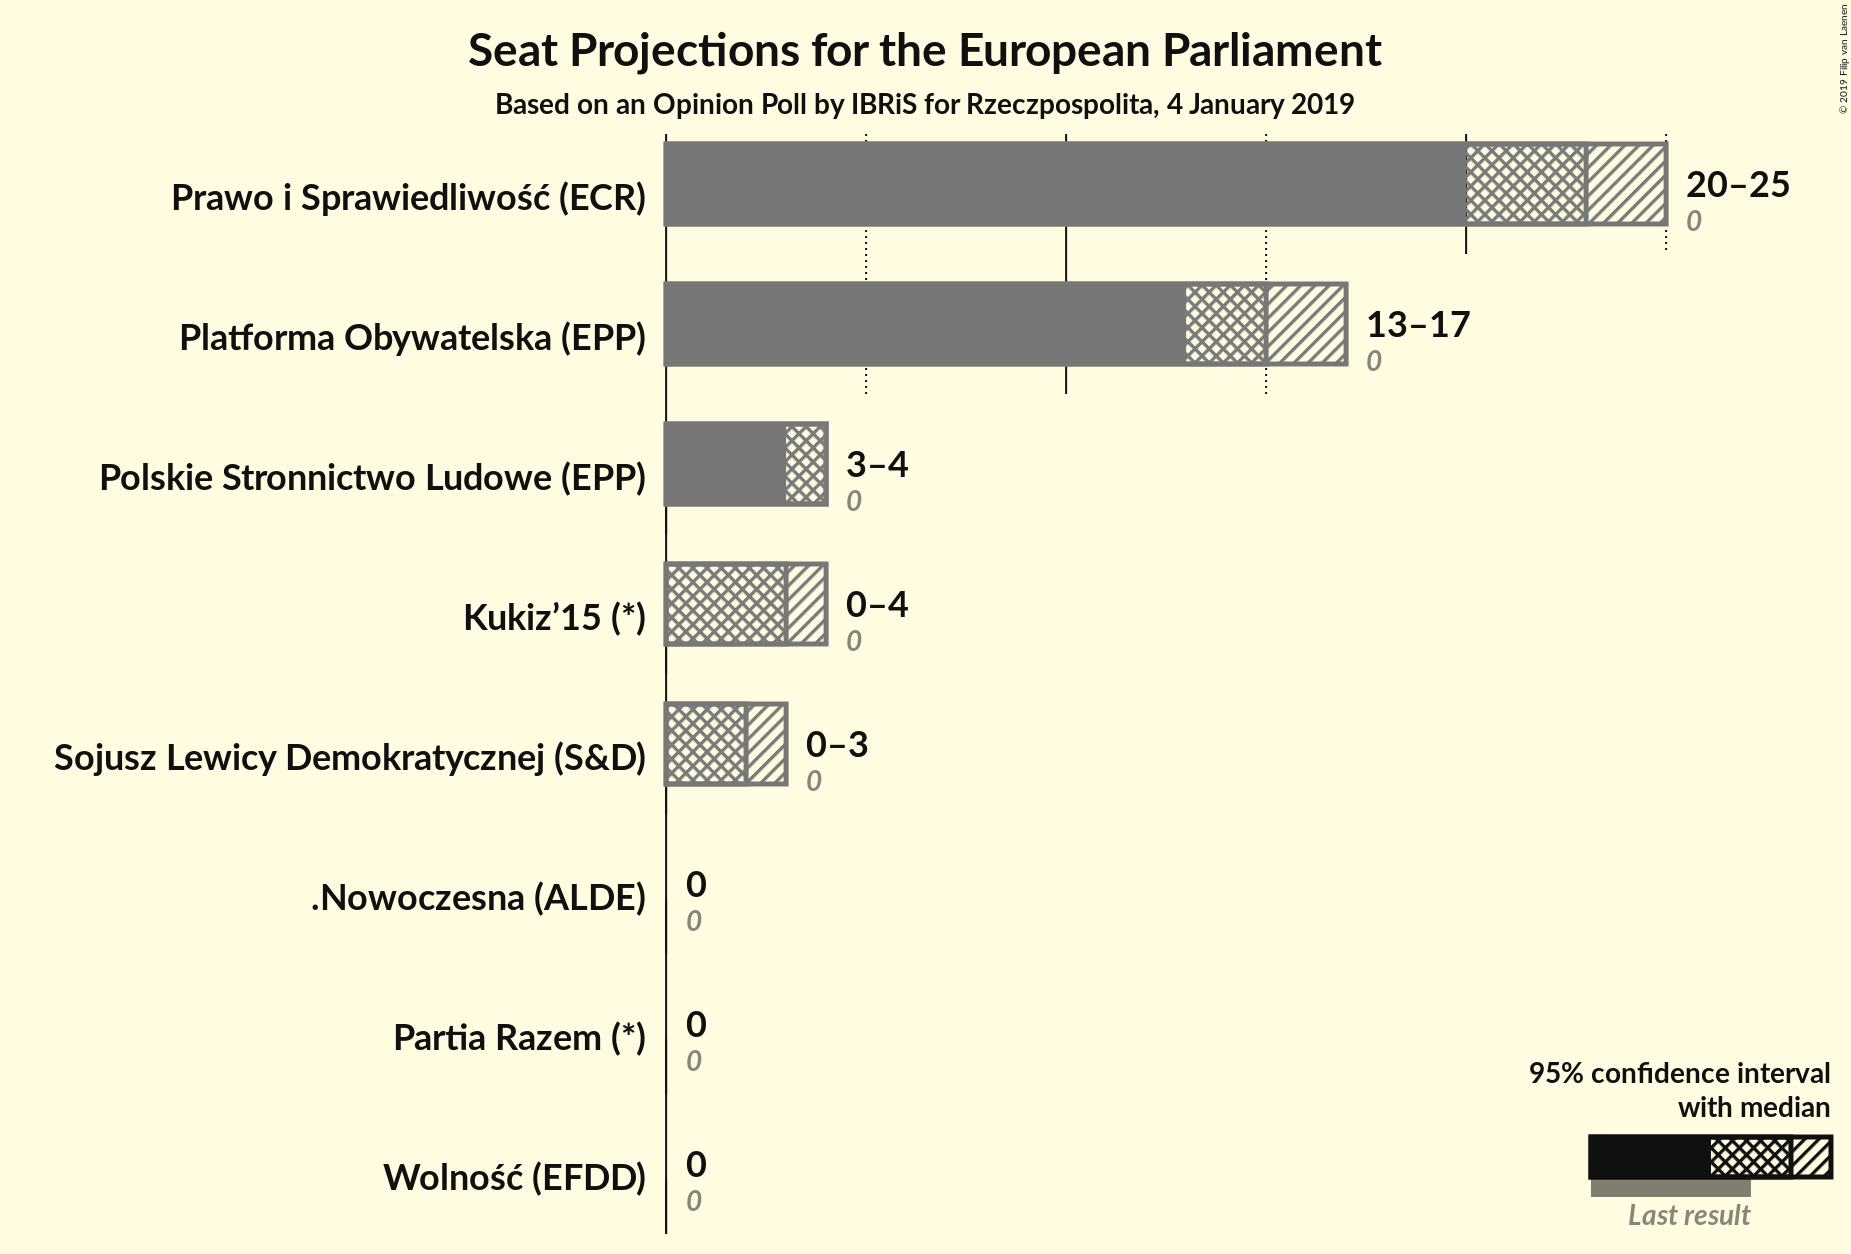 Seat Projections for the European Parliament
Based on an Opinion Poll by IBRiS for Rzeczpospolita, 4 January 2019
© 2019 Filip van Laenen
Prawo i Sprawiedliwość (ECR)
20–25
0
Platforma Obywatelska (EPP)
13–17
0
Polskie Stronnictwo Ludowe (EPP)
3–4
0
Kukiz’15 (*)
0–4
0
Sojusz Lewicy Demokratycznej (S&D)
0–3
0
.Nowoczesna (ALDE)
0
0
Partia Razem (*)
0
0
Wolność (EFDD)
0
0
95% confidence interval
with median
Last result